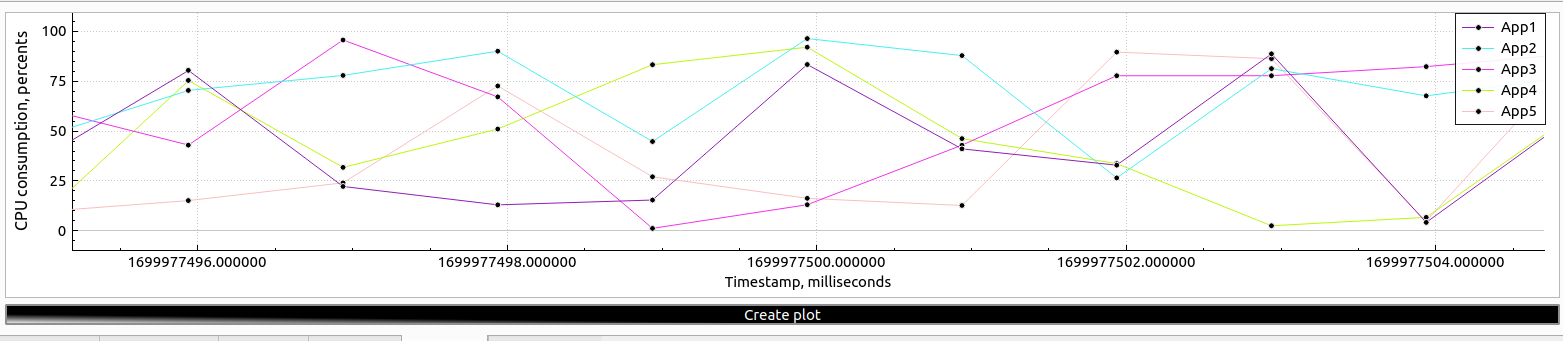 CPU consumption, percents
100
75
50
25
0
1699977496.000000
1699977498.000000
1699977500.000000
1699977502.000000
1699977504.000000
Timestamp, milliseconds
App1
App2
App3
App4
App5
Create plot